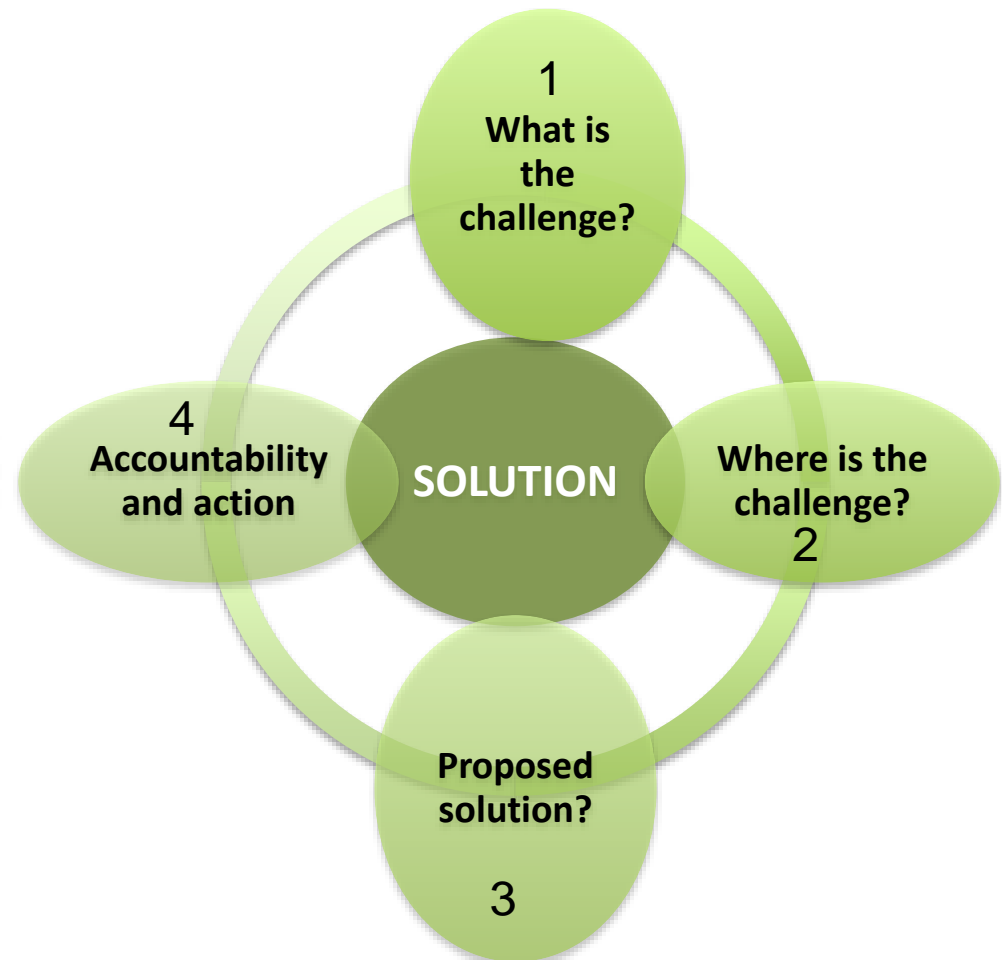 1
What is
the
challenge?
4
Accountability
and action
SOLUTION
Where is the
challenge?
2
Proposed
solution?
3